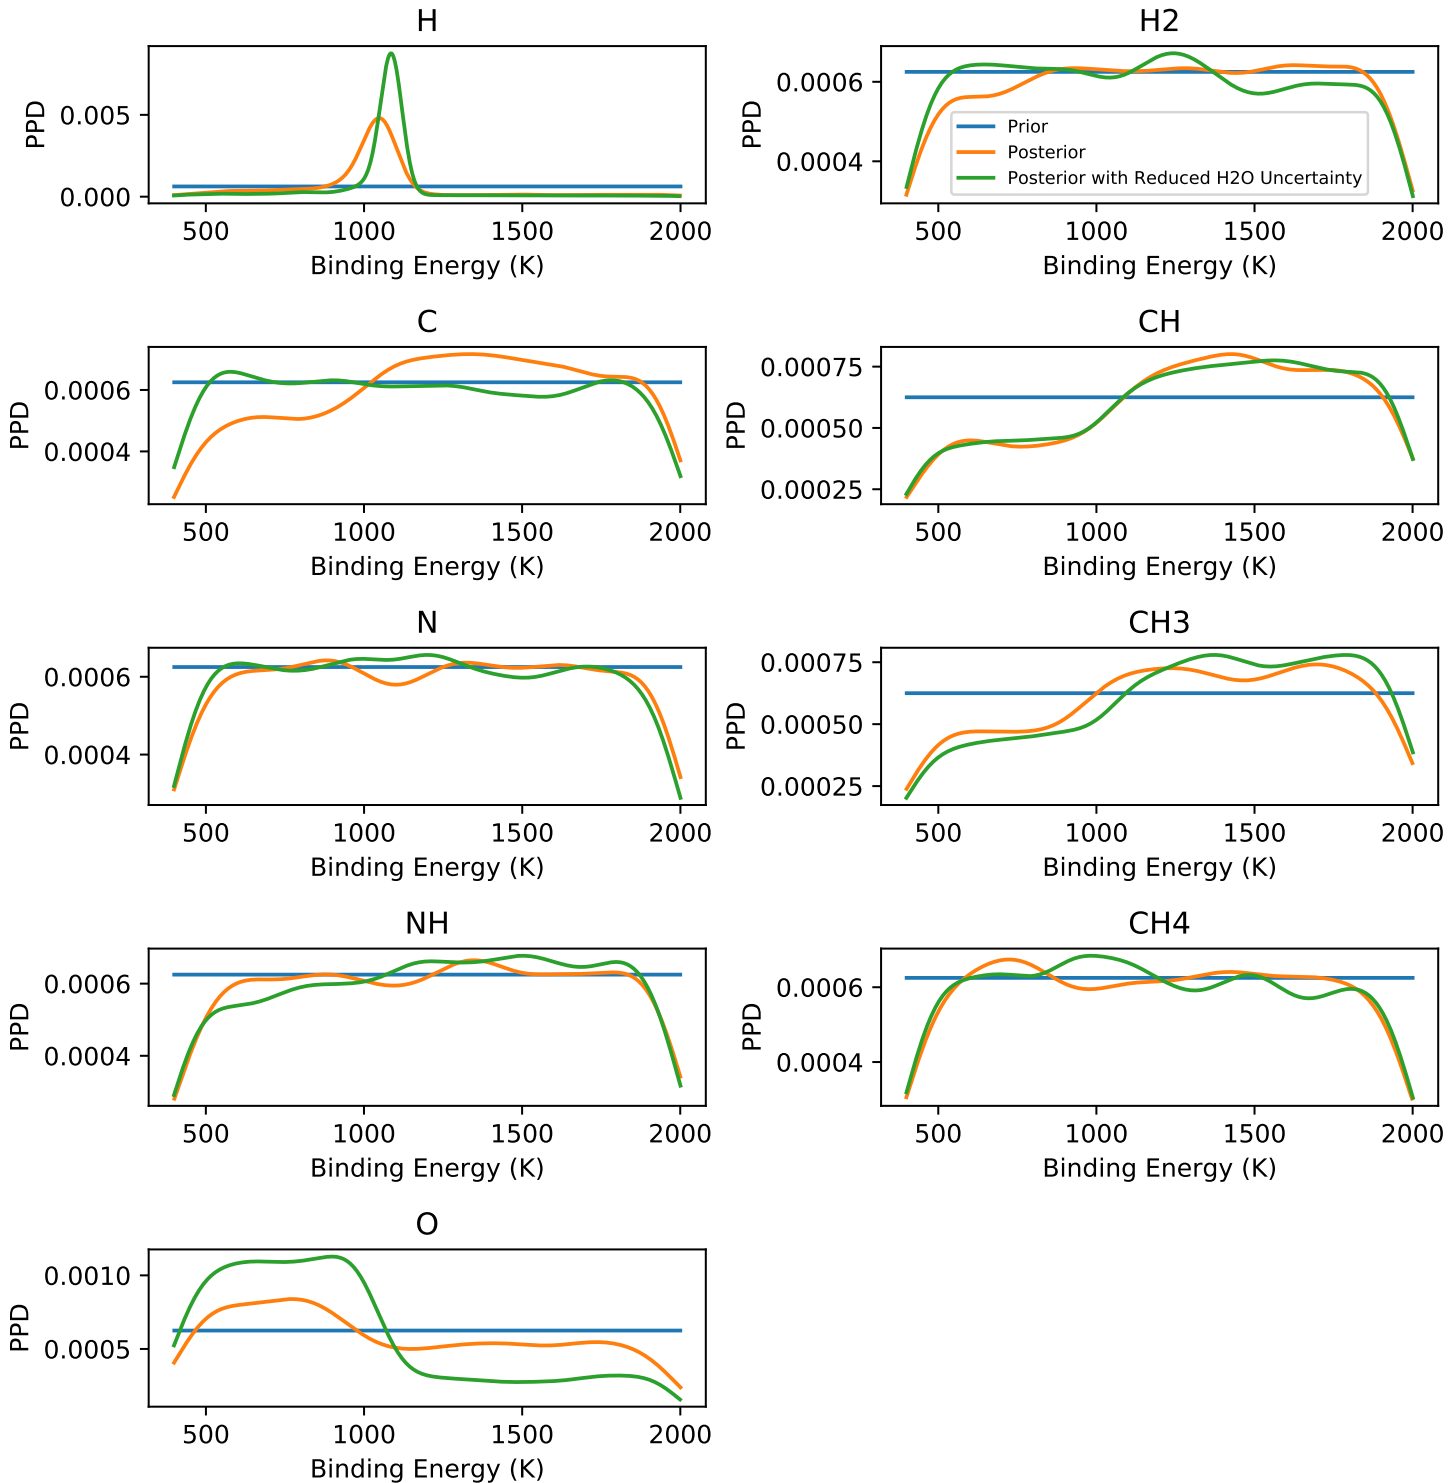 H
PPD
0.005
0.000
500 1000 1500 2000
Binding Energy (K)
H2
PPD
0.0006
0.0004
Prior
Posterior
Posterior with Reduced H2O Uncertainty
500 1000 1500 2000
Binding Energy (K)
C
PPD
0.0006
0.0004
500 1000 1500 2000
Binding Energy (K)
CH
PPD
0.00075
0.00050
0.00025
500 1000 1500 2000
Binding Energy (K)
N
PPD
0.0006
0.0004
500 1000 1500 2000
Binding Energy (K)
CH3
PPD
0.00075
0.00050
0.00025
500 1000 1500 2000
Binding Energy (K)
NH
PPD
0.0006
0.0004
500 1000 1500 2000
Binding Energy (K)
CH4
PPD
0.0006
0.0004
500 1000 1500 2000
Binding Energy (K)
O
PPD
0.0010
0.0005
500 1000 1500 2000
Binding Energy (K)